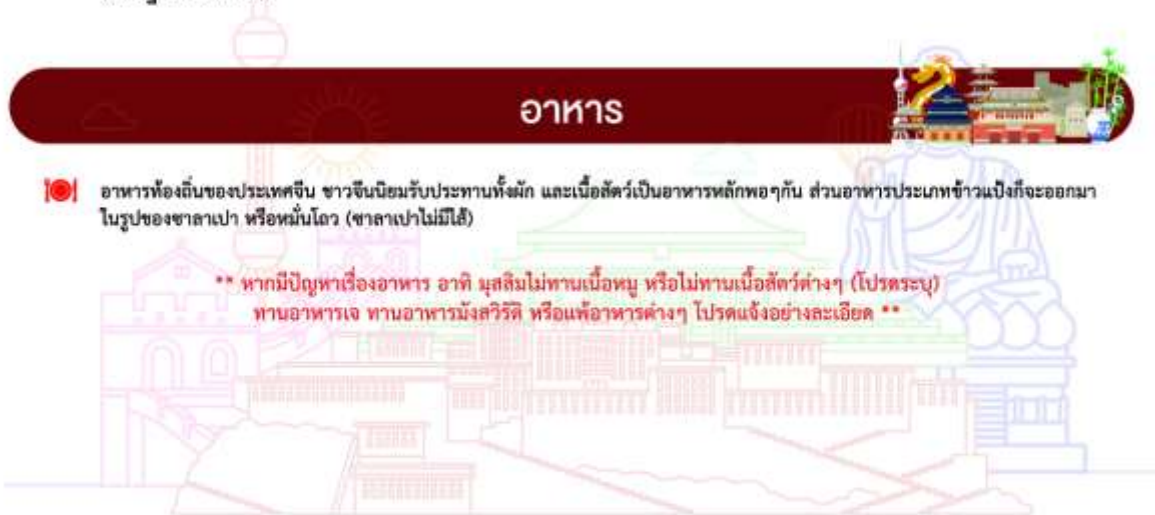 อาหาร
อาหารท้องถิ่นของประเทศจีน ชาวจีนนิยมรับประทานทั้งผัก และเนื้อสัตว์เป็นอาหารหลักพอๆกัน ส่วนอาหารประเภทข้าวแป้งก็จะออกมา
ในรูปของซาลาเปา หรือหมั่นโถว (ซาลาเปาไม่มีไส้)
** หากมีปัญหาเรื่องอาหาร อาทิ มุสลิมไม่ทานเนื้อหมู หรือไม่ทานเนื้อสัตว์ต่างๆ (โปรดระบุ)
ทานอาหารเจ ทานอาหารมังสวิรัติ หรือแพ้อาหารต่างๆ โปรดแจ้งอย่างละเอียด **